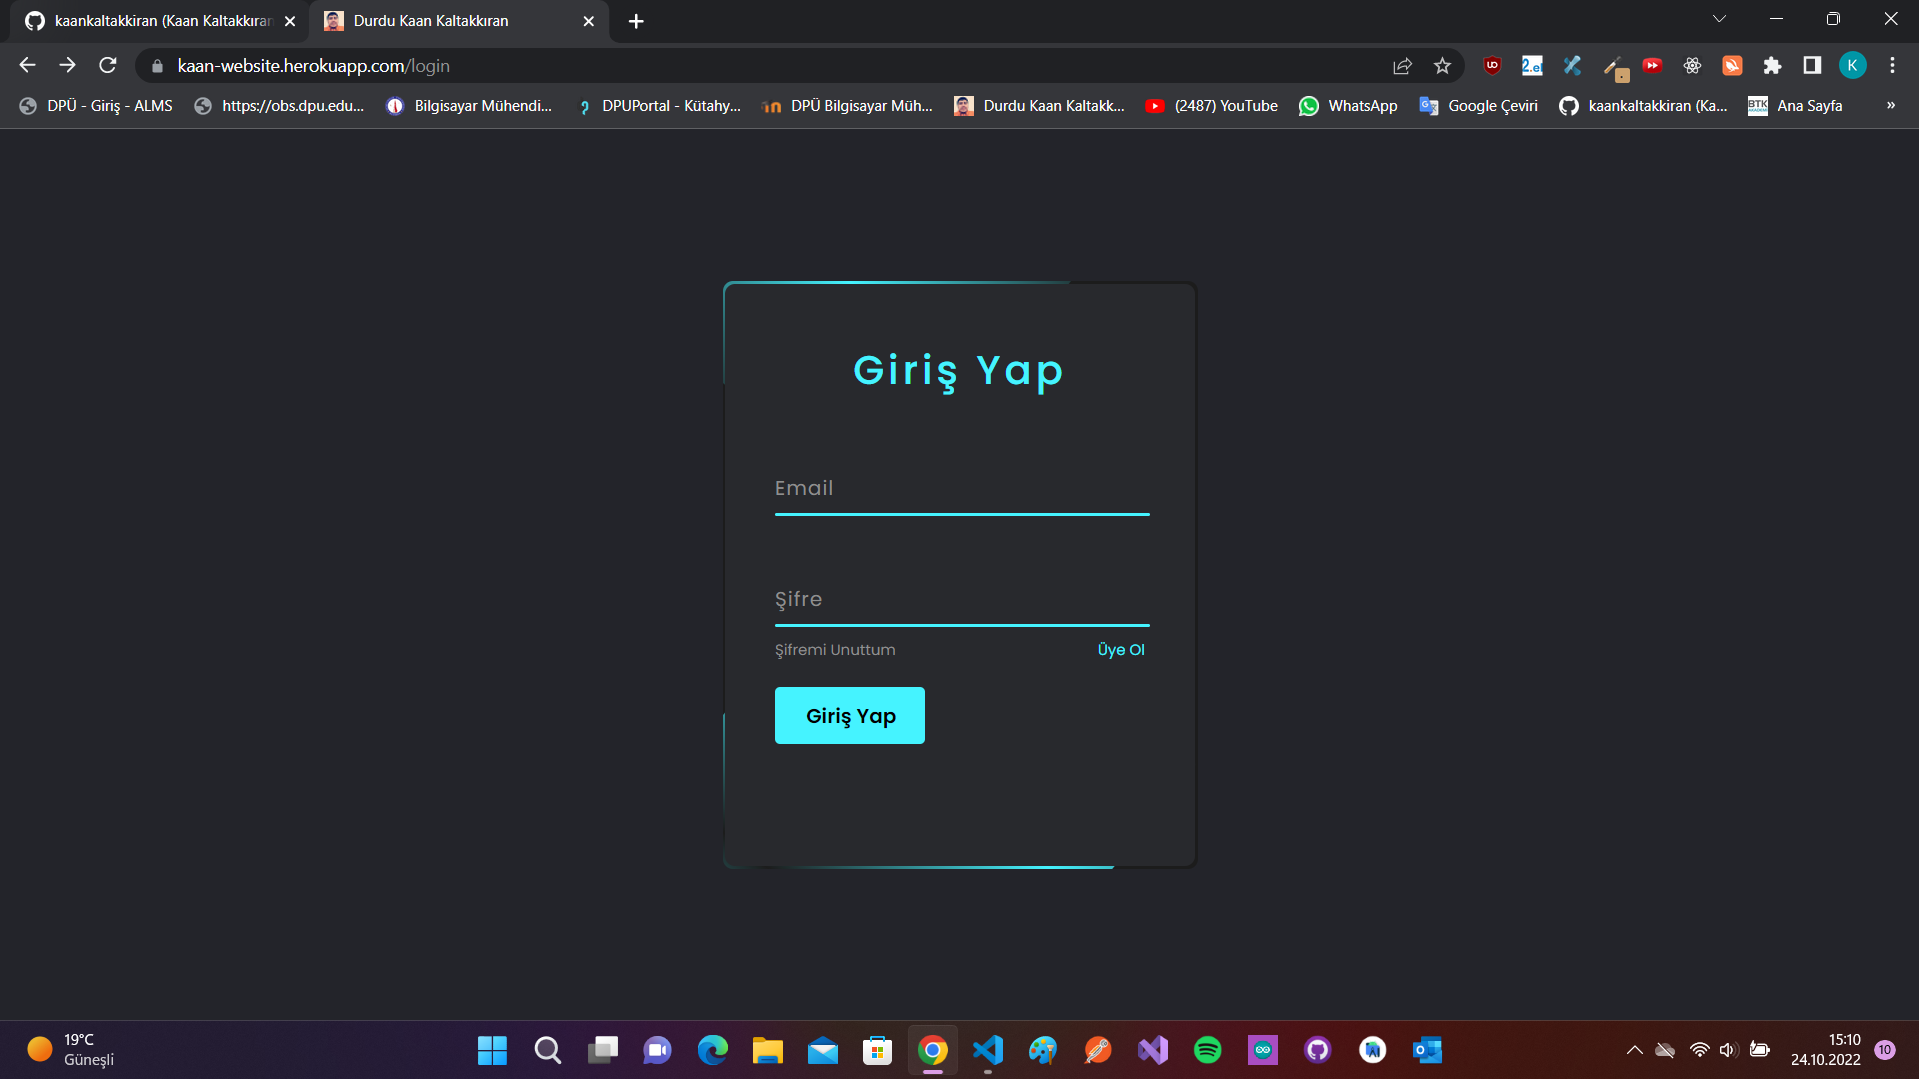 kaankaltakkiran (Kaan Kaltakkıran
Durdu Kaan Kaltakkıran
kaan-website.herokuapp.com/login
DPÜ - Giriş - ALMS
https://obs.dpu.edu...
Bilgisayar Mühendi...
DPUPortal - Kütahy...
DPÜ Bilgisayar Müh...
Durdu Kaan Kaltakk...
(2487) YouTube
WhatsApp
Google Çeviri
kaankaltakkiran (Ka...
BTK
Ana Sayfa
K
Giriş Yap
Email
Şifre
Şifremi Unuttum
Üye Ol
Giriş Yap
19°C
Güneşli
15:10
24.10.2022
10